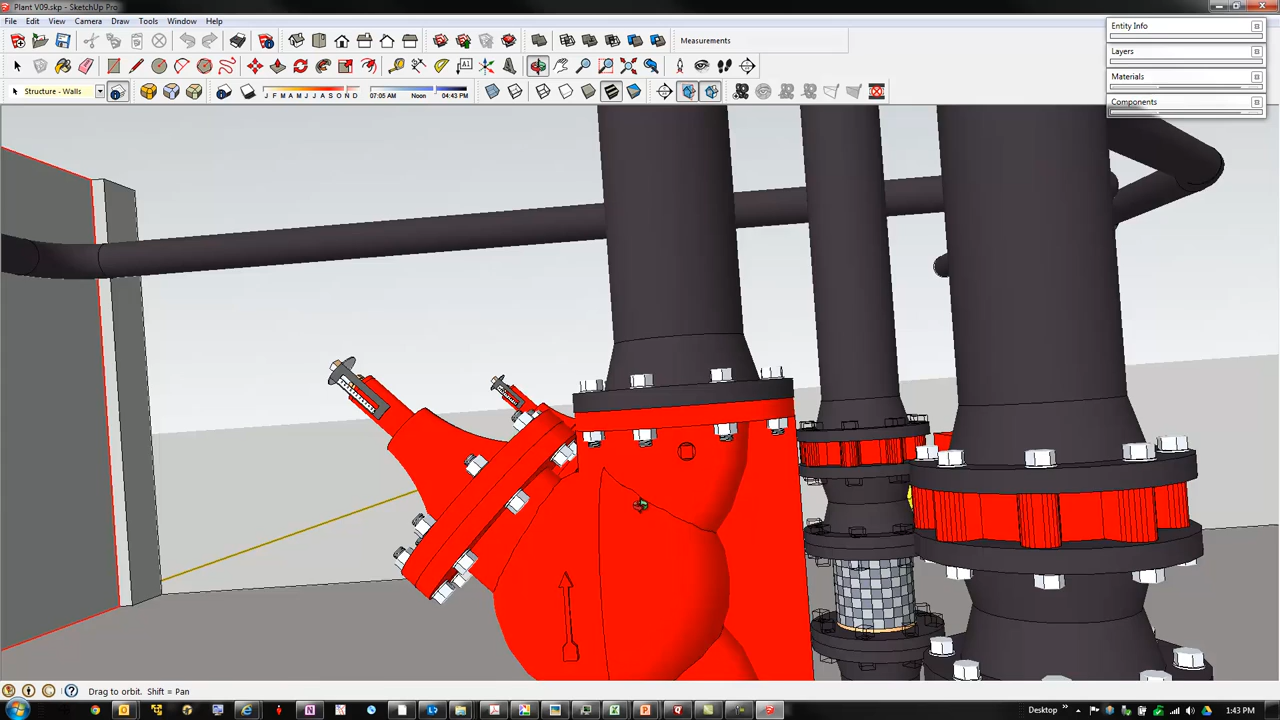 Plant V09.skp - SketchUp Pro
File Edit View Camera Draw Tools Window Help
Measurements
Entity Info
Layers
Materials
Components
Structure - Walls
J F M A M J J A S O N D
07:05 AM Noon 04:43 PM
Drag to orbit. Shift = Pan
Desktop
1:43 PM